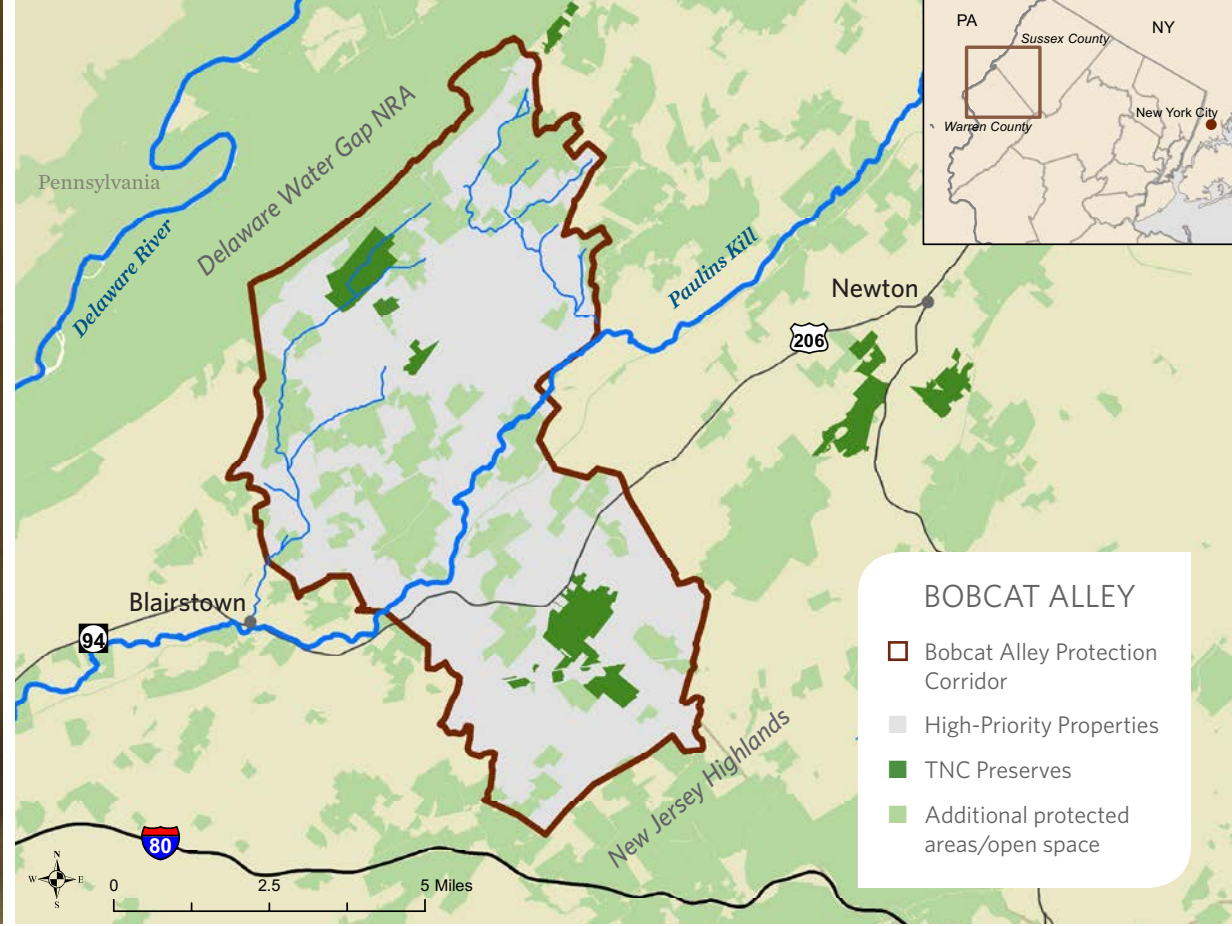 PA
NY
Sussex County
New York City
Warren County
Delaware Water Gap NRA
Pennsylvania
Delaware River
Paulins Kill
Newton
206
Blairstown
94
BOBCAT ALLEY
Bobcat Alley Protection
Corridor
High-Priority Properties
TNC Preserves
Additional protected
areas/open space
New Jersey Highlands
80
N
W E
S
0 2.5 5 Miles